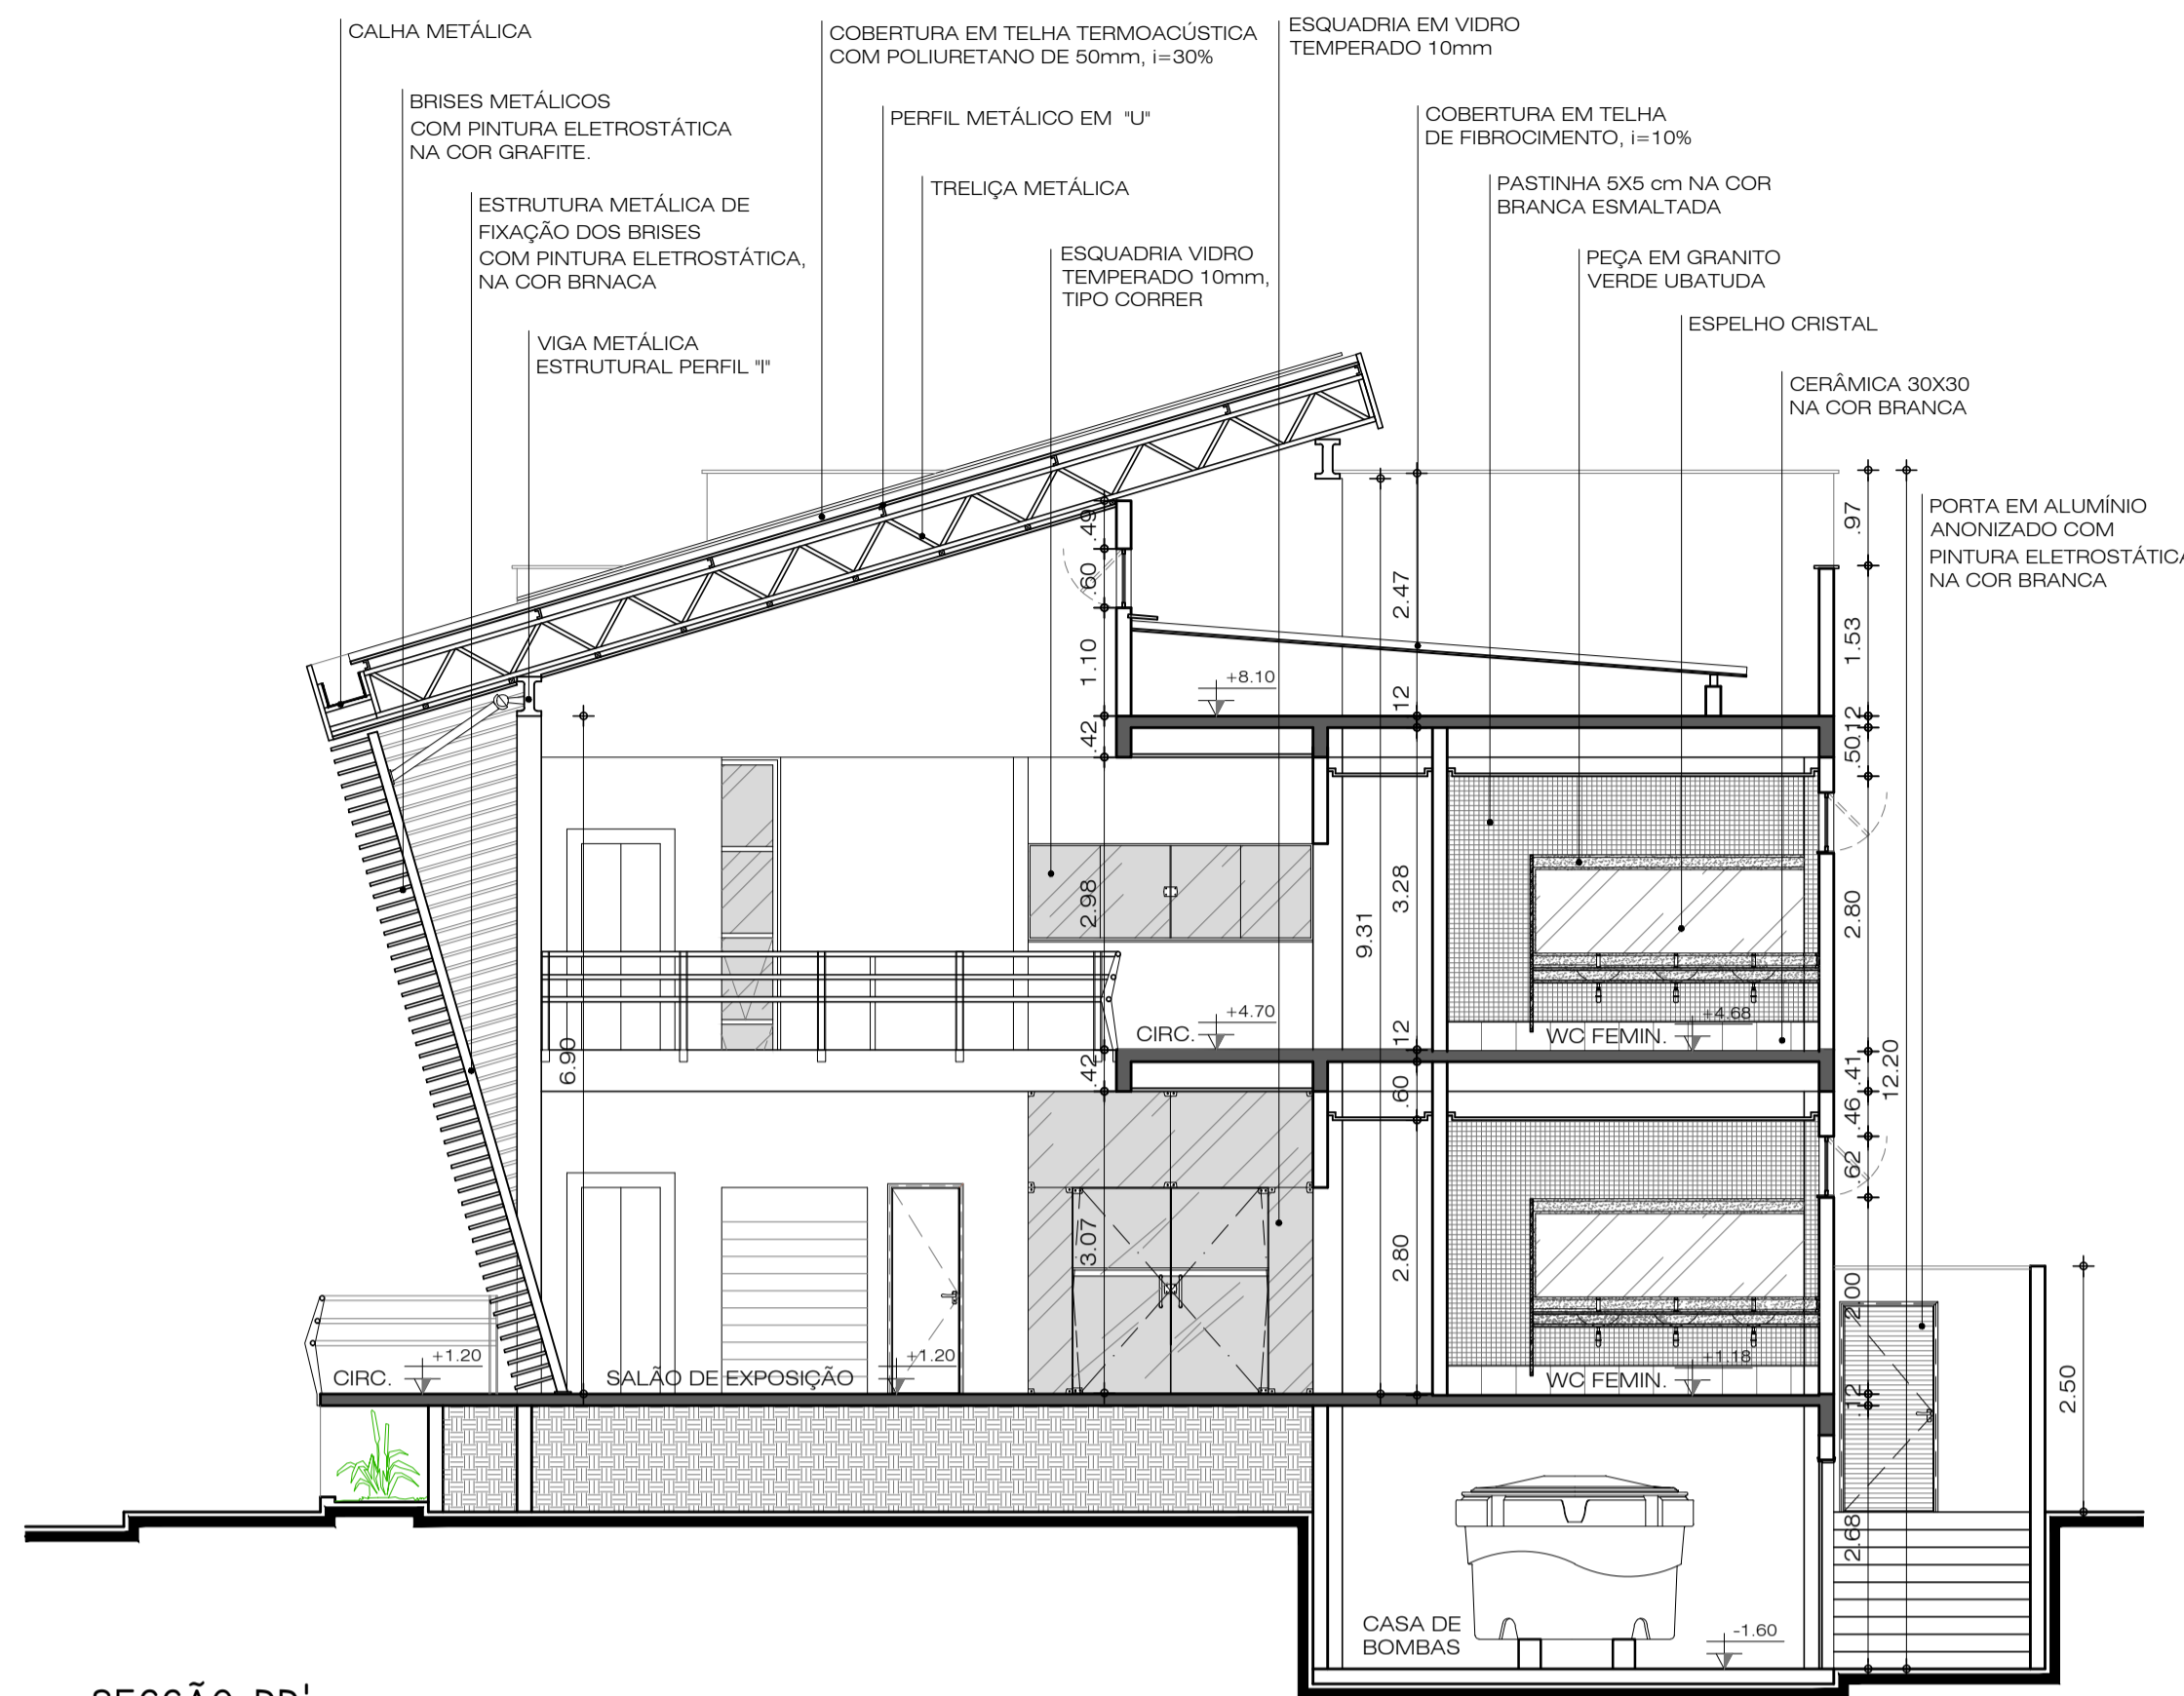 CALHA METÁLICA
BRISES METÁLICOS
COM PINTURA ELETROSTÁTICA
NA COR GRAFITE.
ESTRUTURA METÁLICA DE
FIXAÇÃO DOS BRISES
COM PINTURA ELETROSTÁTICA,
NA COR BRNACA
VIGA METÁLICA
ESTRUTURAL PERFIL "I"
COBERTURA EM TELHA TERMOACÚSTICA
COM POLIURETANO DE 50mm, i=30%
PERFIL METÁLICO EM "U"
TRELIÇA METÁLICA
ESQUADRIA VIDRO
TEMPERADO 10mm,
TIPO CORRER
ESQUADRIA EM VIDRO
TEMPERADO 10mm
COBERTURA EM TELHA
DE FIBROCIMENTO, i=10%
PASTINHA 5X5 cm NA COR
BRANCA ESMALTADA
PEÇA EM GRANITO
VERDE UBATUDA
ESPELHO CRISTAL
CERÂMICA 30X30
NA COR BRANCA
PORTA EM ALUMÍNIO
ANONIZADO COM
PINTURA ELETROSTÁTICA
NA COR BRANCA
.49
.60
1.10
.42
2.98
.42
3.07
6.90
9.31
2.47
12
3.28
12
.60
2.80
.97
1.53
.12
.50
2.80
.41
.46
.62
2.00
.12
2.68
12.20
2.50
+8.10
CIRC.
+4.70
WC FEMIN.
+4.68
CIRC.
+1.20
SALÃO DE EXPOSIÇÃO
+1.20
WC FEMIN.
+1.18
CASA DE
BOMBAS
-1.60
SECÇÃO DD'